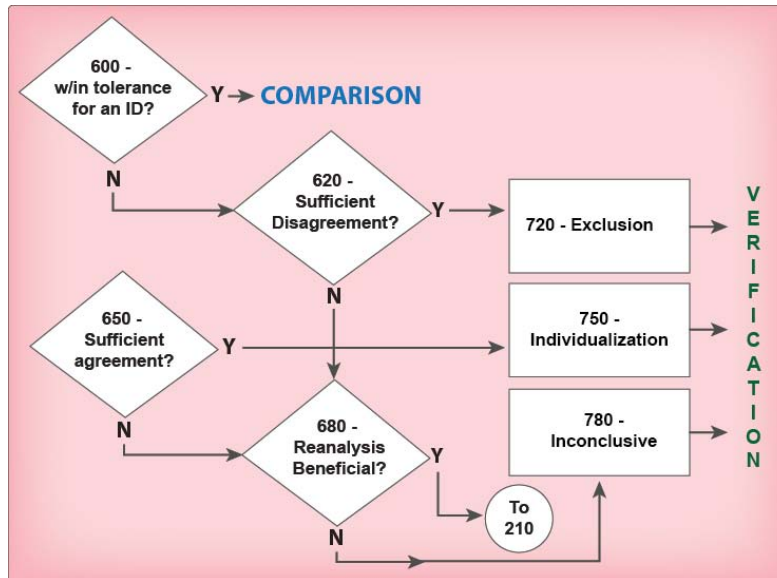 600 -
w/in tolerance
for an ID?
Y
COMPARISON
N
620 -
Sufficient
Disagreement?
Y
720 - Exclusion
N
650 -
Sufficient
agreement?
Y
750 -
Individualization
N
680 -
Reanalysis
Beneficial?
Y
780 -
Inconclusive
To
210
N
VERIFICATION